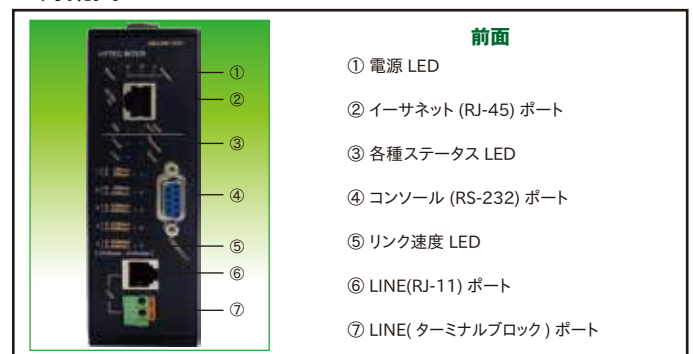 前面
① 電源 LED
② イーサネット (RJ-45) ポート
③ 各種ステータス LED
④ コンソール (RS-232) ポート
⑤ リンク速度 LED
⑥ LINE(RJ-11) ポート
⑦ LINE( ターミナルブロック ) ポート
①
②
③
④
⑤
⑥
⑦
HYTEC INTER